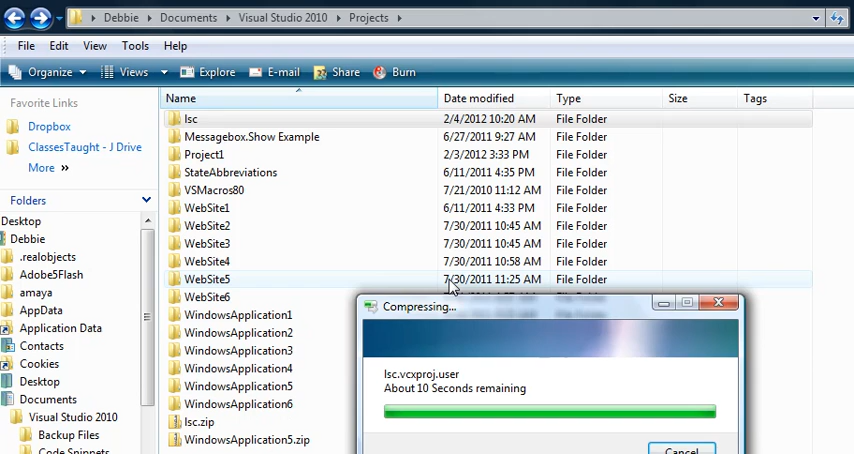 Debbie ▸ Documents ▸ Visual Studio 2010 ▸ Projects ▸
File Edit View Tools Help
Organize Views Explore E-mail Share Burn
Favorite Links
Dropbox
ClassesTaught - J Drive
More »
Folders
Desktop
Debbie
.realobjects
Adobe5Flash
amaya
AppData
Application Data
Contacts
Cookies
Desktop
Documents
Visual Studio 2010
Backup Files
Code Snippets
Name Date modified Type Size Tags
lsc 2/4/2012 10:20 AM File Folder
Messagebox.Show Example 6/27/2011 9:27 AM File Folder
Project1 2/3/2012 3:33 PM File Folder
StateAbbreviations 6/11/2011 4:35 PM File Folder
VSMacros80 7/21/2010 11:12 AM File Folder
WebSite1 6/11/2011 4:33 PM File Folder
WebSite2 7/30/2011 10:45 AM File Folder
WebSite3 7/30/2011 10:45 AM File Folder
WebSite4 7/30/2011 10:58 AM File Folder
WebSite5 7/30/2011 11:25 AM File Folder
WebSite6
WindowsApplication1
WindowsApplication2
WindowsApplication3
WindowsApplication4
WindowsApplication5
WindowsApplication6
lsc.zip
WindowsApplication5.zip
Compressing...
lsc.vcxproj.user
About 10 Seconds remaining
Cancel